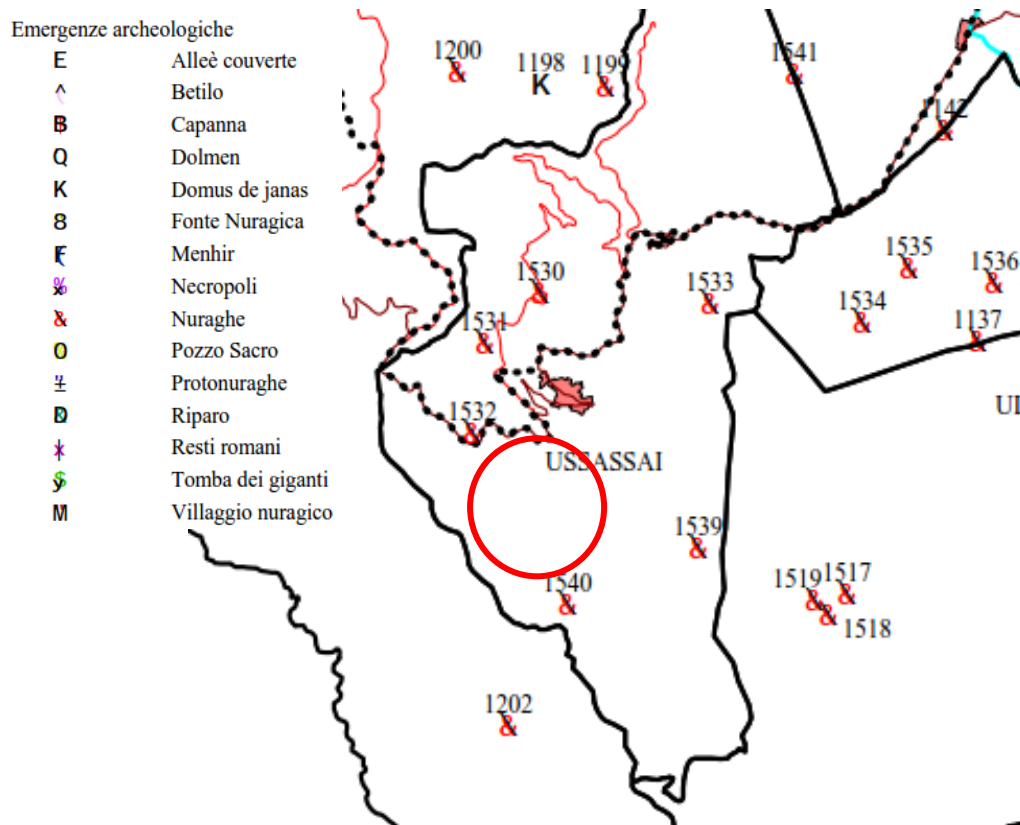 Emergenze archeologiche
E Alleè couverte
^ Betilo
B Capanna
Q Dolmen
K Domus de janas
8 Fonte Nuragica
F Menhir
% Necropoli
& Nuraghe
O Pozzo Sacro
± Protonuraghe
D Riparo
Resti romani
$ Tomba dei giganti
M Villaggio nuragico
1200
1198
K
1199
1541
1142
1530
1531
1532
1533
1535
1536
1534
1137
UL
USSASSAI
1539
1540
1519
1517
1518
1202